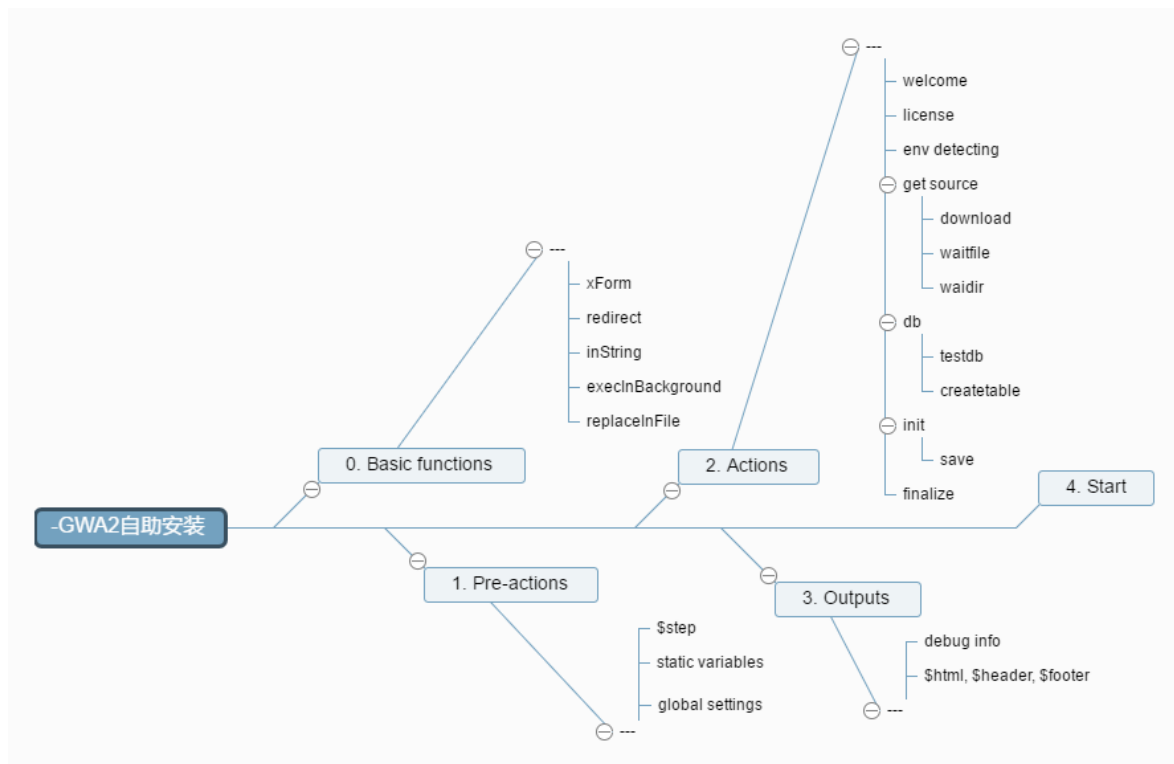 -GWA2自助安装
0. Basic functions
---
xForm
redirect
inString
execInBackground
replaceInFile
1. Pre-actions
$step
static variables
global settings
---
2. Actions
---
welcome
license
env detecting
get source
download
waitfile
waidir
db
testdb
createtable
init
save
finalize
3. Outputs
debug info
$html, $header, $footer
---
4. Start